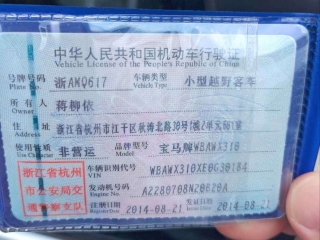 中华人民共和国机动车行驶证
Vehicle License of the People's Republic of China
号牌号码 Plate No. 浙AMQ617 车辆类型 Vehicle Type 小型越野客车
所有人 Owner 蒋柳依
住址 Address 浙江省杭州市江干区秋涛北路
使用性质 Use Character 非营运 品牌型号 Model 宝马牌WBAWX310
浙江省杭州市公安局交通警察支队
车辆识别代号 VIN WBAWX310XE0G30184
发动机号码 Engine No. A2280708N20B20A
注册日期 Register Date 2014-08-21 发证日期 Issue Date 2014-08-21